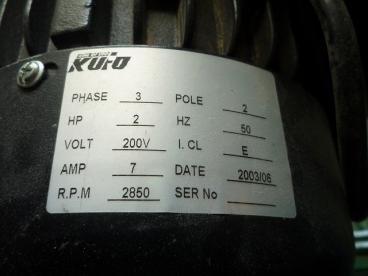 KUFO
PHASE 3 POLE 2
HP 2 HZ 50
VOLT 200V I. CL E
AMP 7 DATE 2003/06
R.P.M 2850 SER No